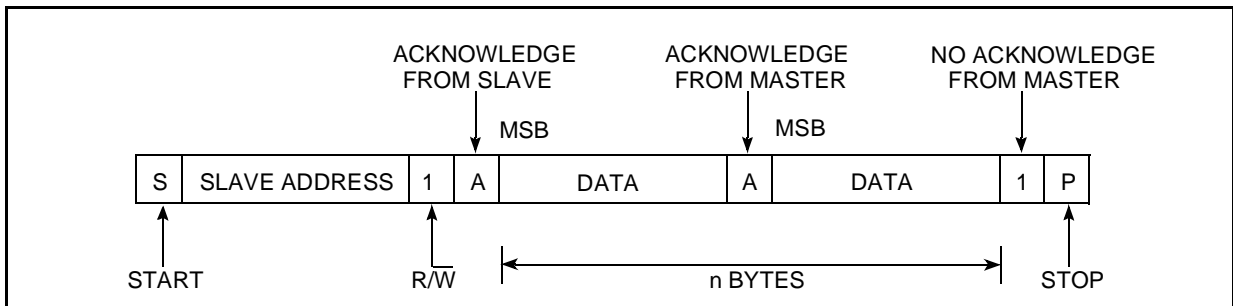 ACKNOWLEDGE
FROM SLAVE
ACKNOWLEDGE
FROM MASTER
NO ACKNOWLEDGE
FROM MASTER
MSB
MSB
S
SLAVE ADDRESS
1
A
DATA
A
DATA
1
P
START
R/W̅
n BYTES
STOP